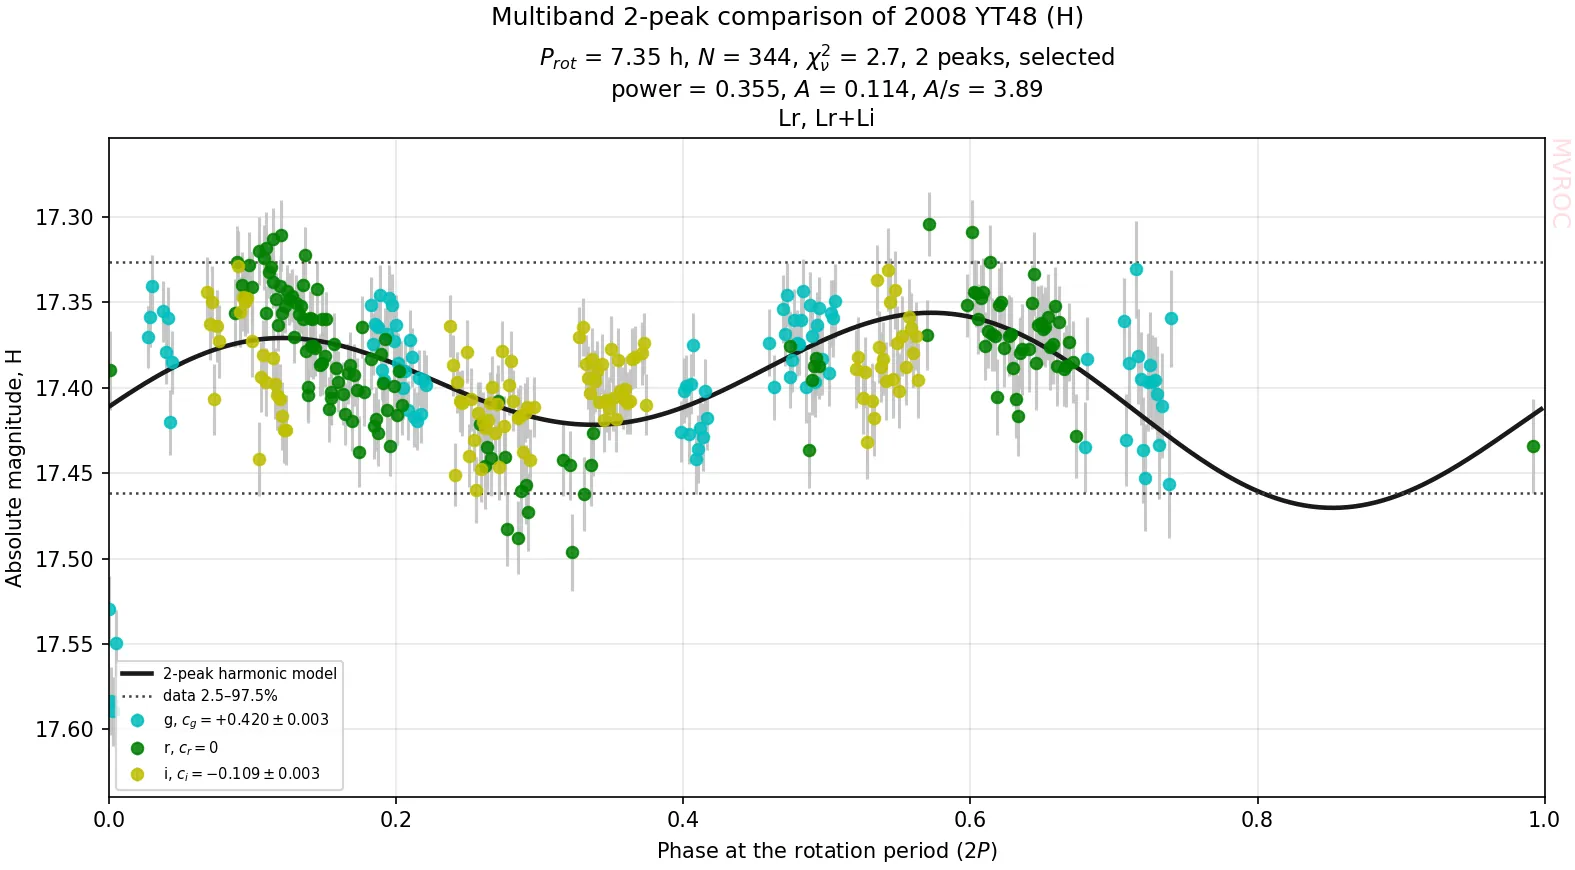 Multiband 2-peak comparison of 2008 YT48 (H)
P_rot = 7.35 h, N = 344, χ²_ν = 2.7, 2 peaks, selected
power = 0.355, A = 0.114, A/s = 3.89
Lr, Lr+Li
MVROC
17.30
17.35
17.40
17.45
17.50
17.55
17.60
Absolute magnitude, H
2-peak harmonic model
data 2.5–97.5%
g, c_g = +0.420 ± 0.003
r, c_r = 0
i, c_i = −0.109 ± 0.003
0.0 0.2 0.4 0.6 0.8 1.0
Phase at the rotation period (2P)